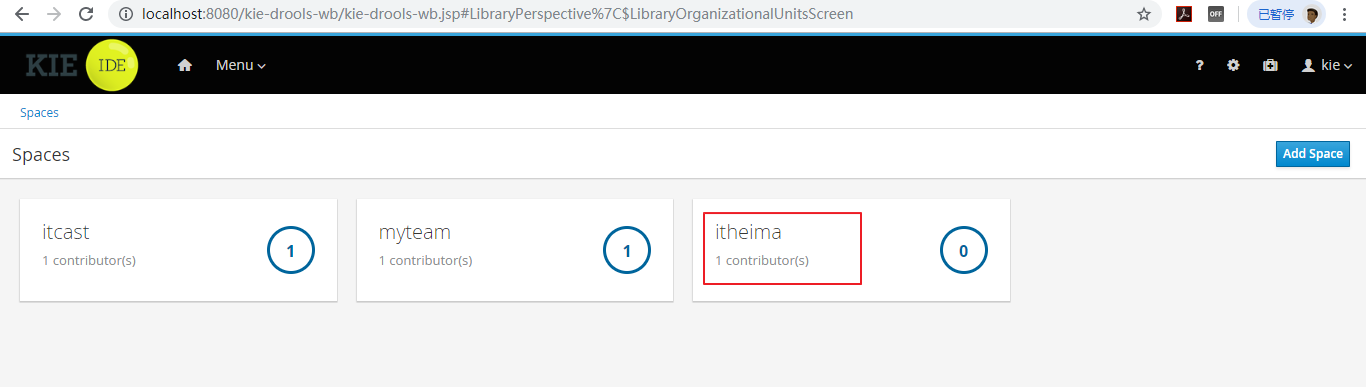 localhost:8080/kie-drools-wb/kie-drools-wb.jsp#LibraryPerspective%7C$LibraryOrganizationalUnitsScreen
OFF
已暂停
KIE IDE
Menu
?
kie
Spaces
Spaces
Add Space
itcast
1 contributor(s)
1
myteam
1 contributor(s)
1
itheima
1 contributor(s)
0